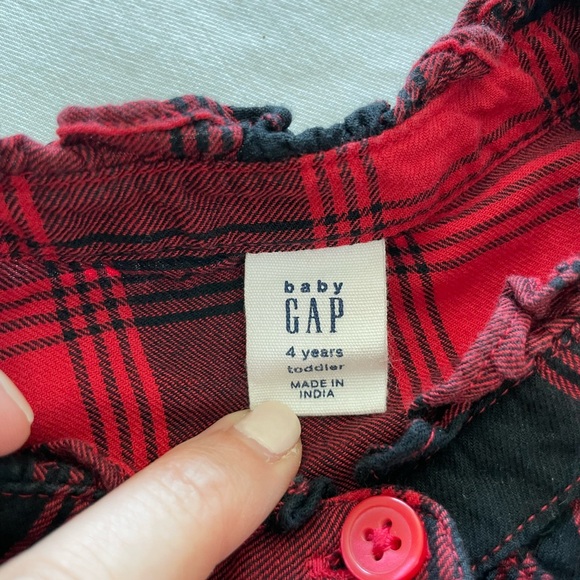 baby
GAP
4 years
toddler
MADE IN
INDIA